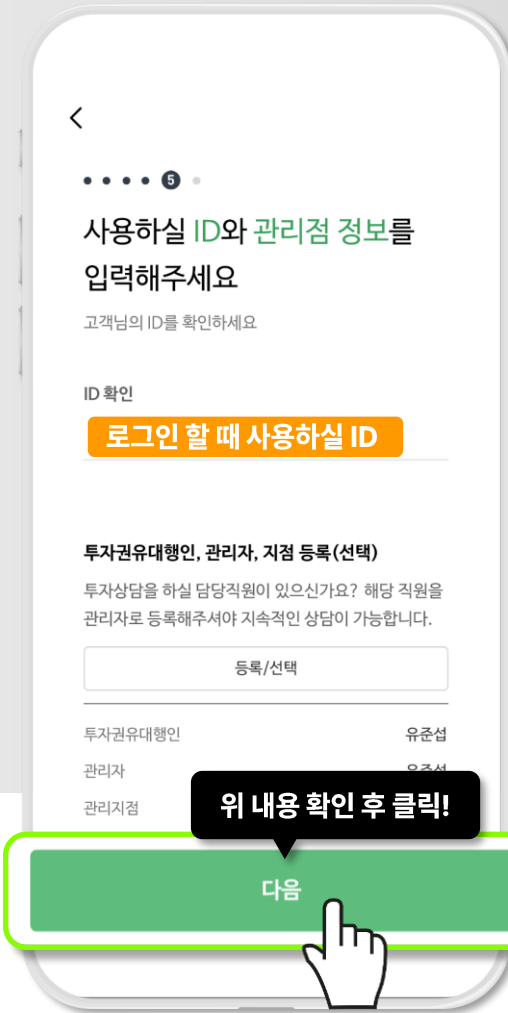 5
사용하실 ID와 관리점 정보를
입력해주세요
고객님의 ID를 확인하세요
ID 확인
로그인 할 때 사용하실 ID
투자권유대행인, 관리자, 지점 등록(선택)
투자상담을 하실 담당직원이 있으신가요? 해당 직원을
관리자로 등록해주셔야 지속적인 상담이 가능합니다.
등록/선택
투자권유대행인 유준섭
관리자
관리지점
위 내용 확인 후 클릭!
다음